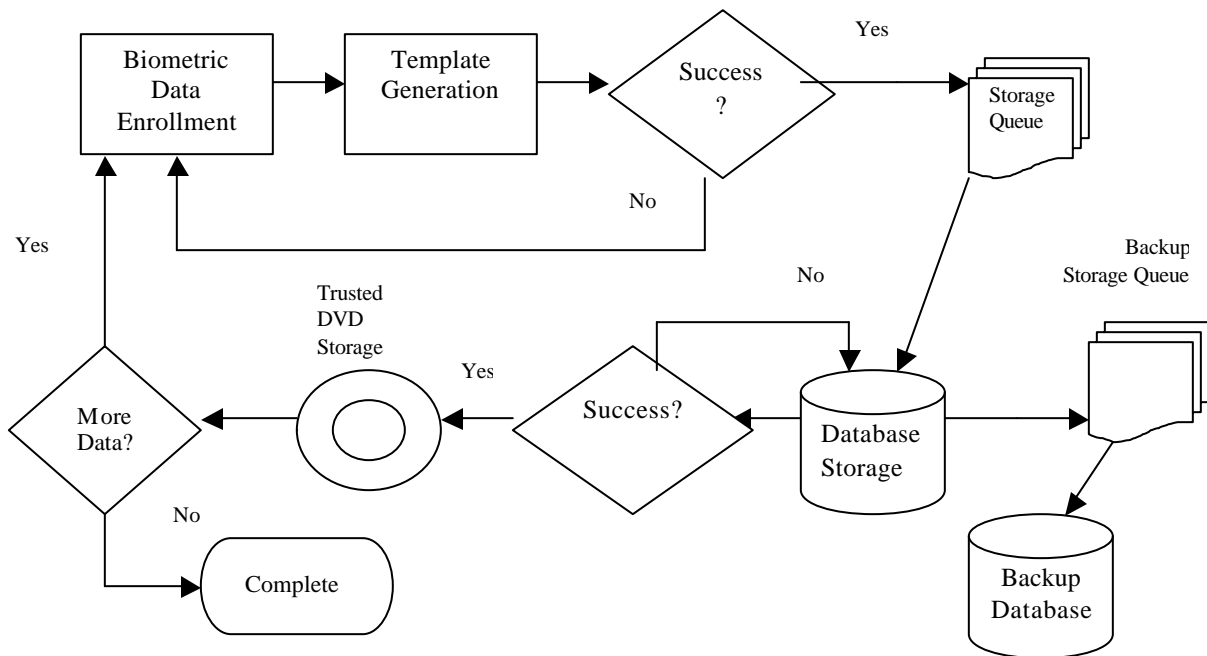 Biometric
Data
Enrollment
Template
Generation
Success
?
Yes
Storage
Queue
No
Yes
Backup
Storage Queue
No
Trusted
DVD
Storage
Yes
Success?
More
Data?
Database
Storage
No
Complete
Backup
Database